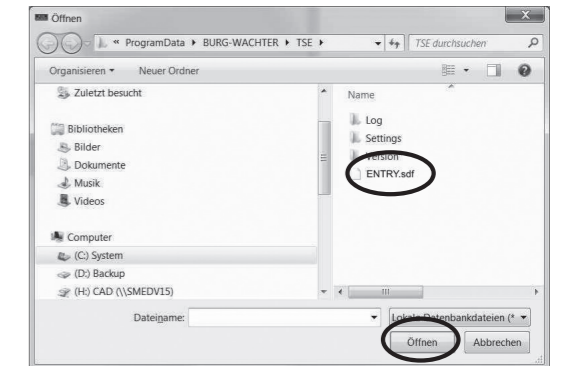 Öffnen
« ProgramData BURG-WACHTER TSE
TSE durchsuchen
Organisieren
Neuer Ordner
Zuletzt besucht
Bibliotheken
Bilder
Dokumente
Musik
Videos
Computer
(C:) System
(D:) Backup
(H:) CAD (\\SMEDV15)
Name
Log
Settings
Version
ENTRY.sdf
Dateiname:
Lokale Datenbankdateien (*
Öffnen
Abbrechen